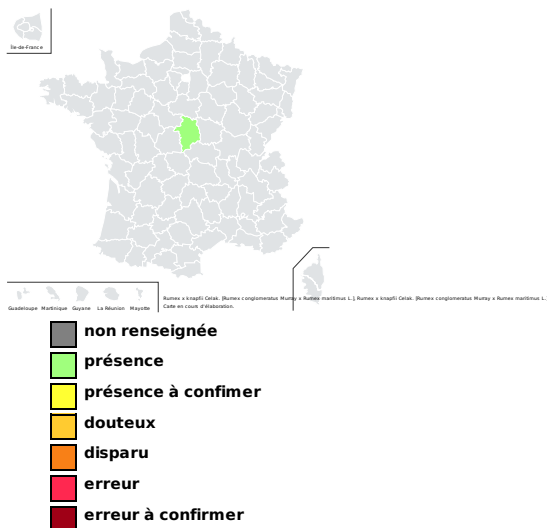 Île-de-France
Guadeloupe Martinique Guyane La Réunion Mayotte
Rumex x knapfii Celak. [Rumex conglomeratus Murray x Rumex maritimus L.], Rumex x knapfii Celak. [Rumex conglomeratus Murray x Rumex maritimus L.
Carte en cours d'élaboration.
non renseignée
présence
présence à confimer
douteux
disparu
erreur
erreur à confirmer